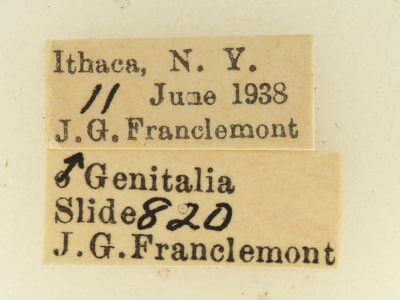 Ithaca, N. Y.
11 June 1938
J.G. Franclemont
♂ Genitalia
Slide 820
J.G. Franclemont